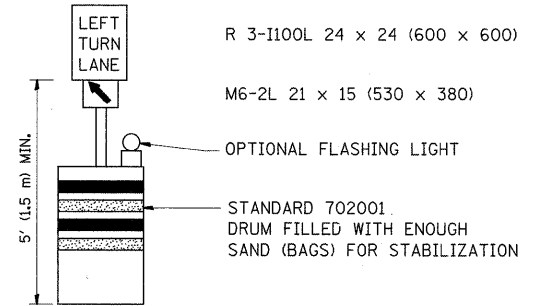 LEFT
TURN
LANE
R 3-I100L 24 x 24 (600 x 600)
M6-2L 21 x 15 (530 x 380)
OPTIONAL FLASHING LIGHT
5' (1.5 m) MIN.
STANDARD 702001
DRUM FILLED WITH ENOUGH
SAND (BAGS) FOR STABILIZATION